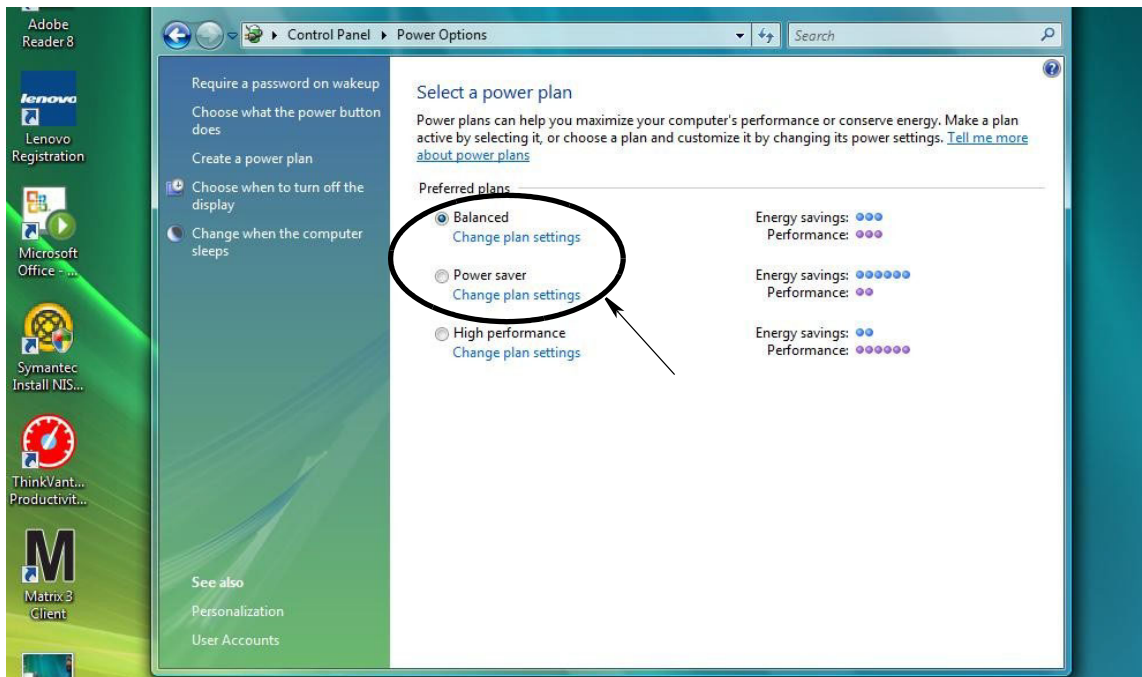 Adobe
Reader 8
lenovo
Lenovo
Registration
Microsoft
Office - ...
Symantec
Install NIS...
ThinkVant...
Productivit...
M
Matrix 3
Client
Control Panel
Power Options
Search
Require a password on wakeup
Choose what the power button
does
Create a power plan
Choose when to turn off the
display
Change when the computer
sleeps
See also
Personalization
User Accounts
Select a power plan
Power plans can help you maximize your computer's performance or conserve energy. Make a plan
active by selecting it, or choose a plan and customize it by changing its power settings. Tell me more
about power plans
Preferred plans
Balanced
Energy savings:
Change plan settings
Performance:
Power saver
Energy savings:
Change plan settings
Performance:
High performance
Energy savings:
Change plan settings
Performance: